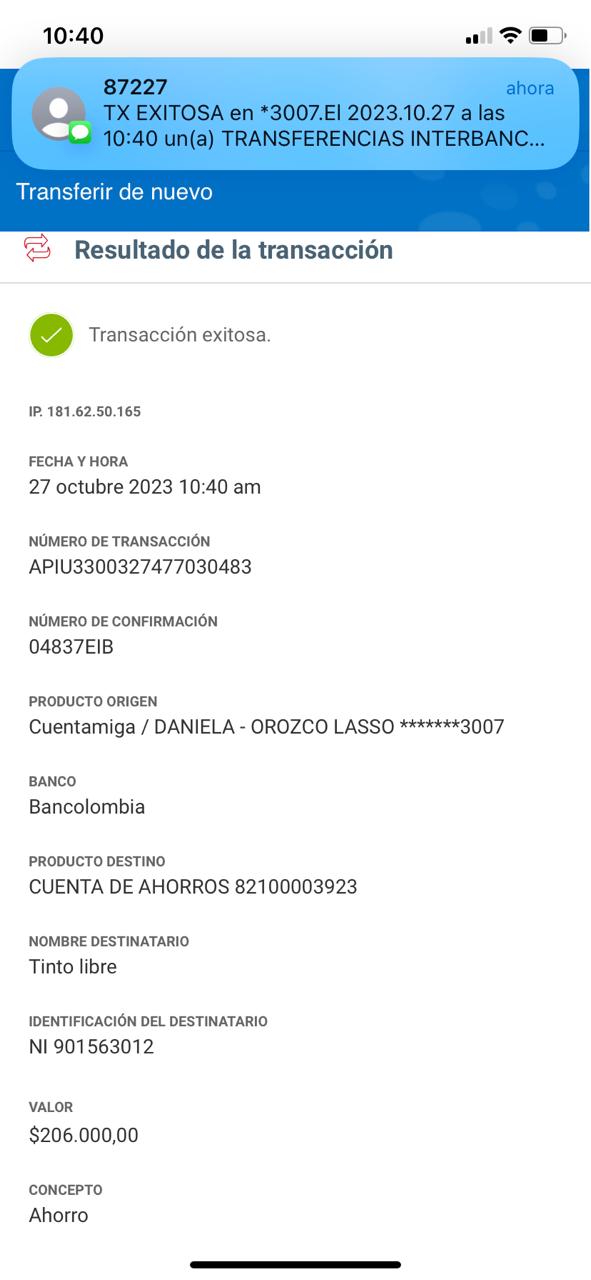 10:40
87227
ahora
TX EXITOSA en *3007.El 2023.10.27 a las
10:40 un(a) TRANSFERENCIAS INTERBANC...
Transferir de nuevo
Resultado de la transacción
Transacción exitosa.
IP. 181.62.50.165
FECHA Y HORA
27 octubre 2023 10:40 am
NÚMERO DE TRANSACCIÓN
APIU3300327477030483
NÚMERO DE CONFIRMACIÓN
04837EIB
PRODUCTO ORIGEN
Cuentamiga / DANIELA - OROZCO LASSO *******3007
BANCO
Bancolombia
PRODUCTO DESTINO
CUENTA DE AHORROS 82100003923
NOMBRE DESTINATARIO
Tinto libre
IDENTIFICACIÓN DEL DESTINATARIO
NI 901563012
VALOR
$206.000,00
CONCEPTO
Ahorro